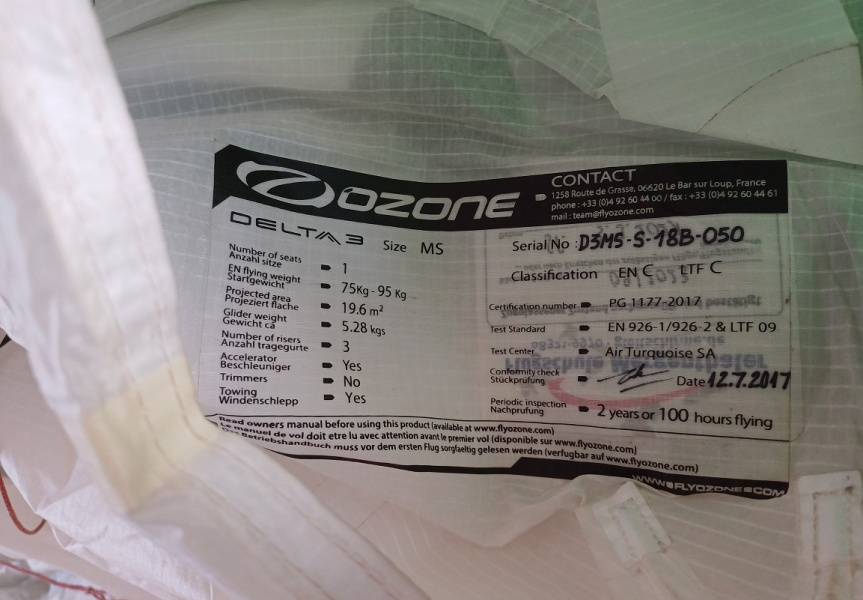 OZONE
CONTACT
1258 Route de Grasse, 06620 Le Bar sur Loup, France
phone : +33 (0)4 92 60 44 00 / fax : +33 (0)4 92 60 44 61
mail : team@flyozone.com
DELTA 3 Size MS
Number of seats
Anzahl sitze 1
EN flying weight
Startgewicht 75Kg - 95 Kg
Projected area
Projeziert flache 19.6 m²
Glider weight
Gewicht ca 5.28 kgs
Number of risers
Anzahl tragegurte 3
Accelerator
Beschleuniger Yes
Trimmers No
Towing
Windenschlepp Yes
Serial No : D3MS-S-18B-050
Classification EN C LTF C
Certification number PG 1177-2017
Test Standard EN 926-1/926-2 & LTF 09
Test Center Air Turquoise SA
Conformity check
Stückprüfung Date 12.7.2017
Periodic inspection
Nachprufung 2 years or 100 hours flying
Read owners manual before using this product (available at www.flyozone.com)
Le manuel de vol doit etre lu avec attention avant le premier vol (disponible sur www.flyozone.com)
Betriebshandbuch muss vor dem ersten Flug sorgfaeltig gelesen werden (verfugbar auf www.flyozone.com)
WWW.FLYOZONE.COM
Flugschule Mergenthaler